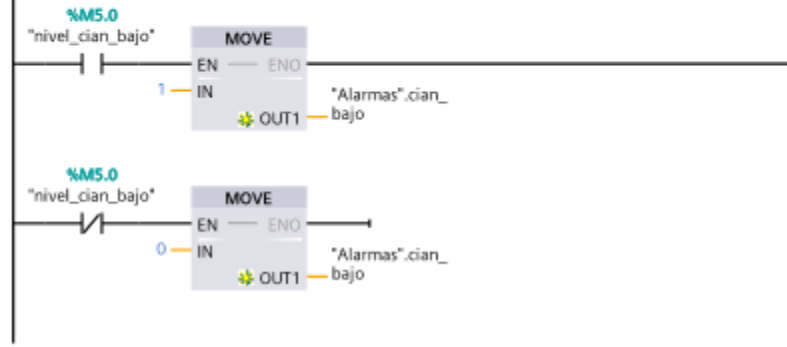 %M5.0
"nivel_cian_bajo"
MOVE
EN
ENO
1
IN
OUT1
"Alarmas".cian_
bajo
%M5.0
"nivel_cian_bajo"
MOVE
EN
ENO
0
IN
OUT1
"Alarmas".cian_
bajo